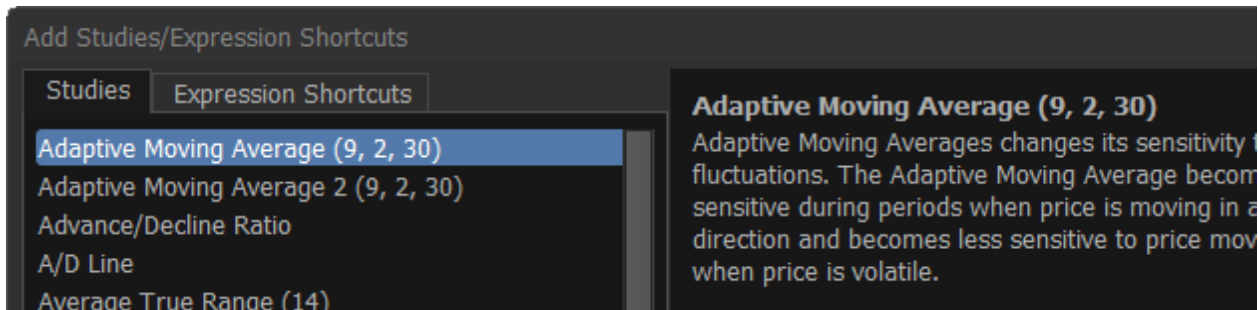 Add Studies/Expression Shortcuts
Studies
Expression Shortcuts
Adaptive Moving Average (9, 2, 30)
Adaptive Moving Average 2 (9, 2, 30)
Advance/Decline Ratio
A/D Line
Average True Range (14)
Adaptive Moving Average (9, 2, 30)
Adaptive Moving Averages changes its sensitivity
fluctuations. The Adaptive Moving Average
sensitive during periods when price is moving in
direction and becomes less sensitive to price
when price is volatile.